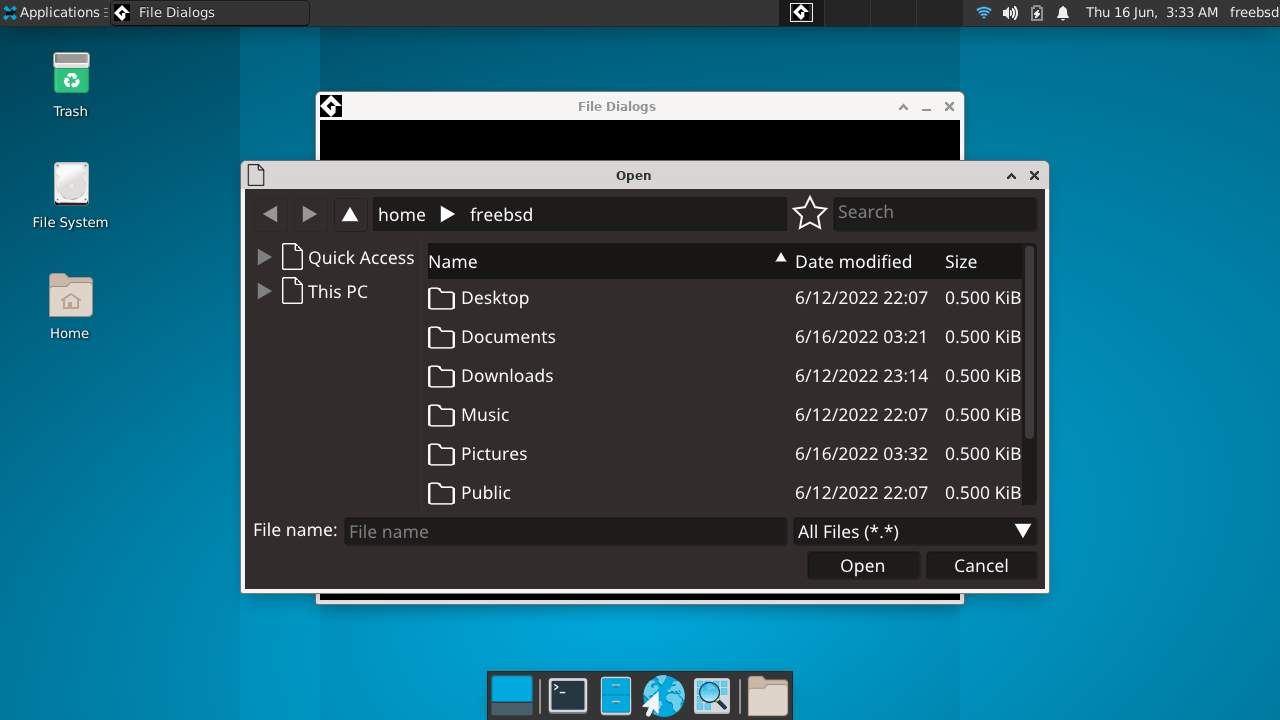 Applications File Dialogs Thu 16 Jun, 3:33 AM freebsd
Trash
File System
Home
File Dialogs
Open
home freebsd Search
Quick Access
This PC
Name Date modified Size
Desktop 6/12/2022 22:07 0.500 KiB
Documents 6/16/2022 03:21 0.500 KiB
Downloads 6/12/2022 23:14 0.500 KiB
Music 6/12/2022 22:07 0.500 KiB
Pictures 6/16/2022 03:32 0.500 KiB
Public 6/12/2022 22:07 0.500 KiB
File name: File name All Files (*.*)
Open Cancel
>_